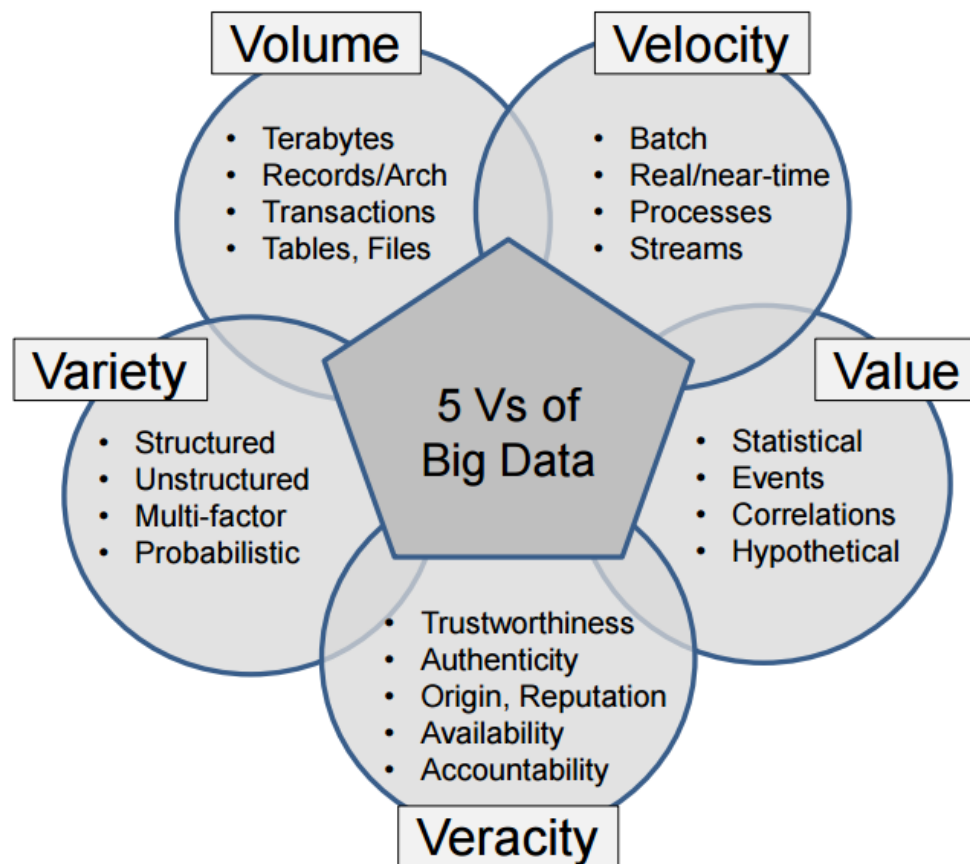 Volume
• Terabytes
• Records/Arch
• Transactions
• Tables, Files
Velocity
• Batch
• Real/near-time
• Processes
• Streams
Variety
• Structured
• Unstructured
• Multi-factor
• Probabilistic
5 Vs of
Big Data
Value
• Statistical
• Events
• Correlations
• Hypothetical
• Trustworthiness
• Authenticity
• Origin, Reputation
• Availability
• Accountability
Veracity